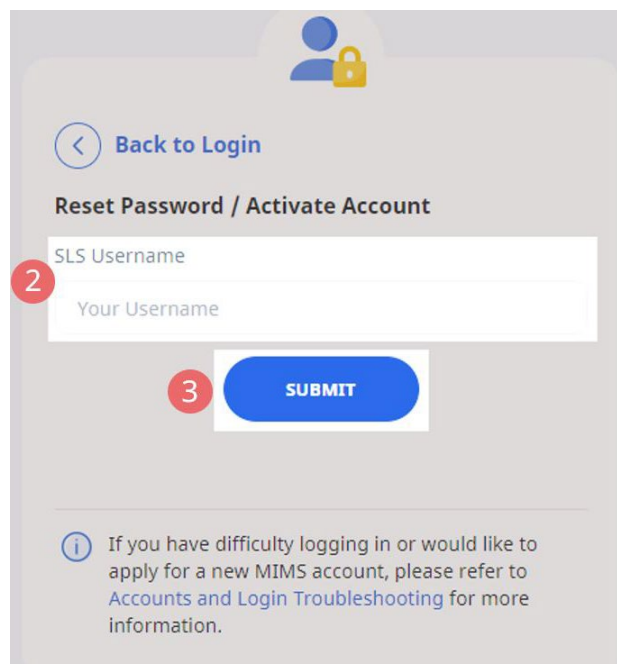 Back to Login
Reset Password / Activate Account
SLS Username
2
Your Username
3
SUBMIT
If you have difficulty logging in or would like to
apply for a new MIMS account, please refer to
Accounts and Login Troubleshooting for more
information.